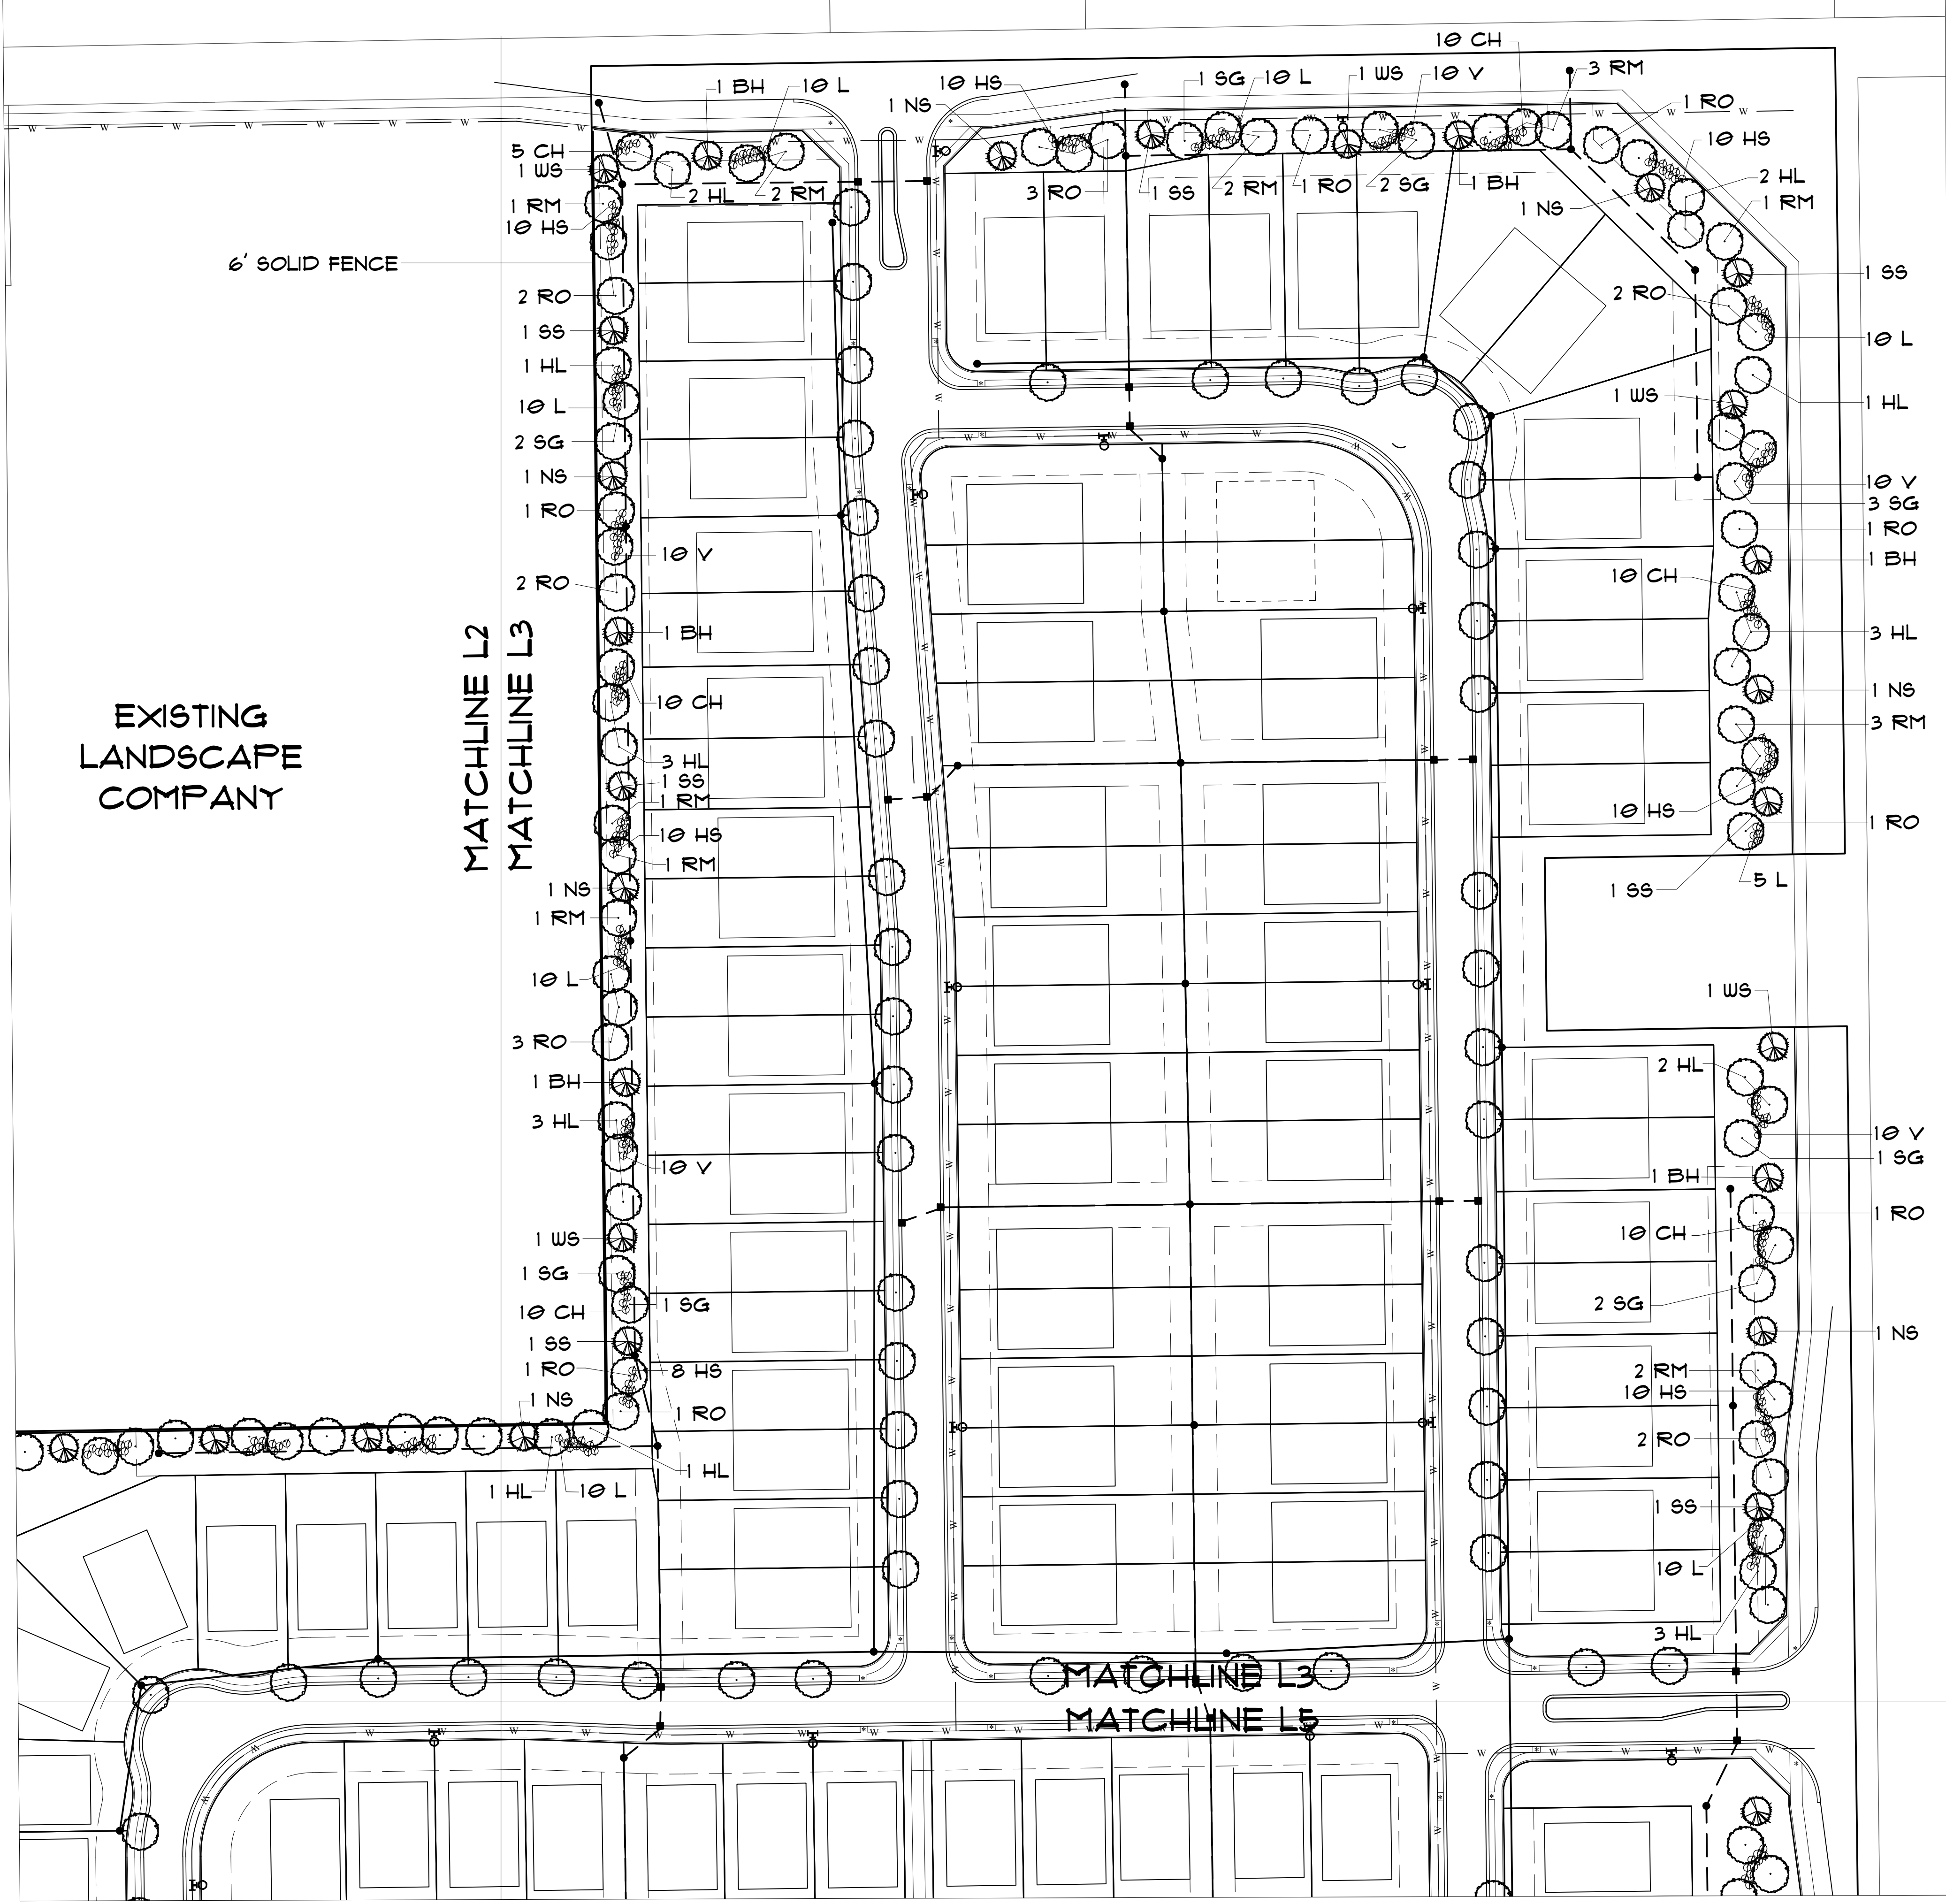 10 CH
1 BH
10 L
10 HS
1 NS
1 SG
10 L
1 WS
10 V
3 RM
1 RO
10 HS
5 CH
1 WS
2 HL
2 RM
3 RO
1 SS
2 RM
1 RO
2 SG
1 BH
2 HL
1 NS
1 RM
1 RM
10 HS
6' SOLID FENCE
2 RO
1 SS
1 HL
10 L
2 SG
1 NS
1 RO
10 V
2 RO
1 BH
10 CH
3 HL
1 SS
1 RM
10 HS
1 RM
1 NS
1 RM
10 L
3 RO
1 BH
3 HL
10 V
1 WS
1 SG
10 CH
1 SG
1 SS
1 RO
8 HS
1 NS
1 RO
1 HL
1 HL
10 L
MATCHLINE L2
MATCHLINE L3
EXISTING
LANDSCAPE
COMPANY
1 SS
2 RO
10 L
1 WS
1 HL
10 V
3 SG
1 RO
1 BH
10 CH
3 HL
1 NS
3 RM
10 HS
1 RO
5 L
1 SS
1 WS
2 HL
10 V
1 SG
1 BH
1 RO
10 CH
2 SG
1 NS
2 RM
10 HS
2 RO
1 SS
10 L
3 HL
MATCHLINE L3
MATCHLINE L5